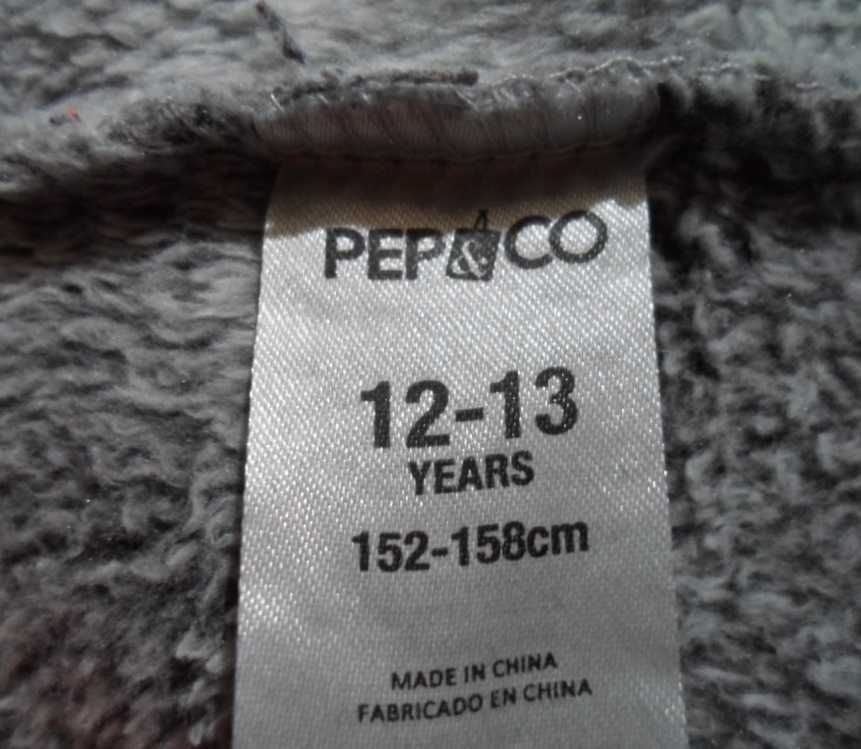 PEP&CO
12-13
YEARS
152-158cm
MADE IN CHINA
FABRICADO EN CHINA